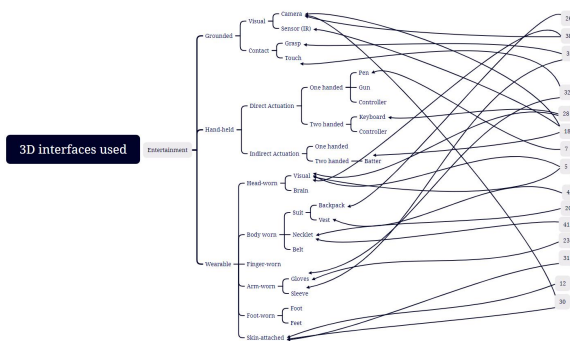 3D interfaces used
Entertainment
Grounded
Visual
Camera
Sensor (IR)
Contact
Grasp
Touch
Hand-held
Direct Actuation
One handed
Pen
Gun
Controller
Two handed
Keyboard
Controller
Indirect Actuation
One handed
Two handed
Batter
Wearable
Head-worn
Visual
Brain
Body worn
Suit
Backpack
Vest
Necklet
Belt
Finger-worn
Arm-worn
Gloves
Sleeve
Foot-worn
Foot
Feet
Skin-attached
32
28
18
7
5
4
41
23
31
12
30